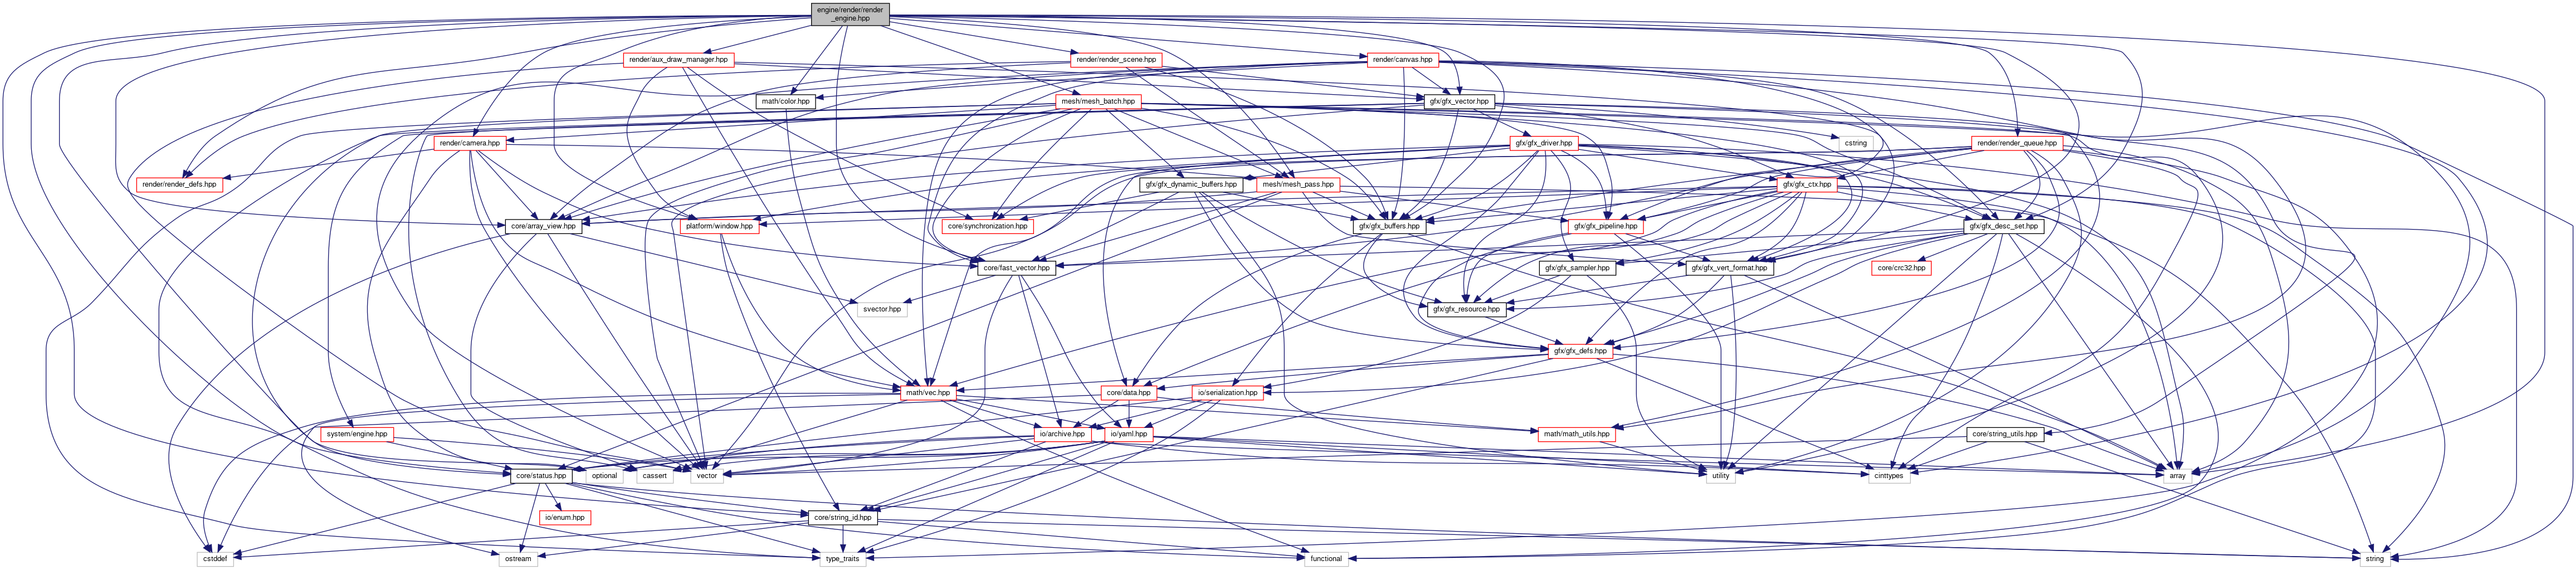 engine/render/render
_engine.hpp
render/aux_draw_manager.hpp
render/render_scene.hpp
render/canvas.hpp
math/color.hpp
mesh/mesh_batch.hpp
gfx/gfx_vector.hpp
render/camera.hpp
gfx/gfx_driver.hpp
cstring
render/render_queue.hpp
render/render_defs.hpp
gfx/gfx_dynamic_buffers.hpp
mesh/mesh_pass.hpp
gfx/gfx_ctx.hpp
core/array_view.hpp
platform/window.hpp
core/synchronization.hpp
gfx/gfx_buffers.hpp
gfx/gfx_pipeline.hpp
gfx/gfx_desc_set.hpp
core/fast_vector.hpp
gfx/gfx_sampler.hpp
gfx/gfx_vert_format.hpp
core/crc32.hpp
svector.hpp
gfx/gfx_resource.hpp
gfx/gfx_defs.hpp
math/vec.hpp
core/data.hpp
io/serialization.hpp
system/engine.hpp
io/archive.hpp
io/yaml.hpp
math/math_utils.hpp
core/string_utils.hpp
core/status.hpp
optional
cassert
vector
utility
cinttypes
array
io/enum.hpp
core/string_id.hpp
cstddef
ostream
type_traits
functional
string